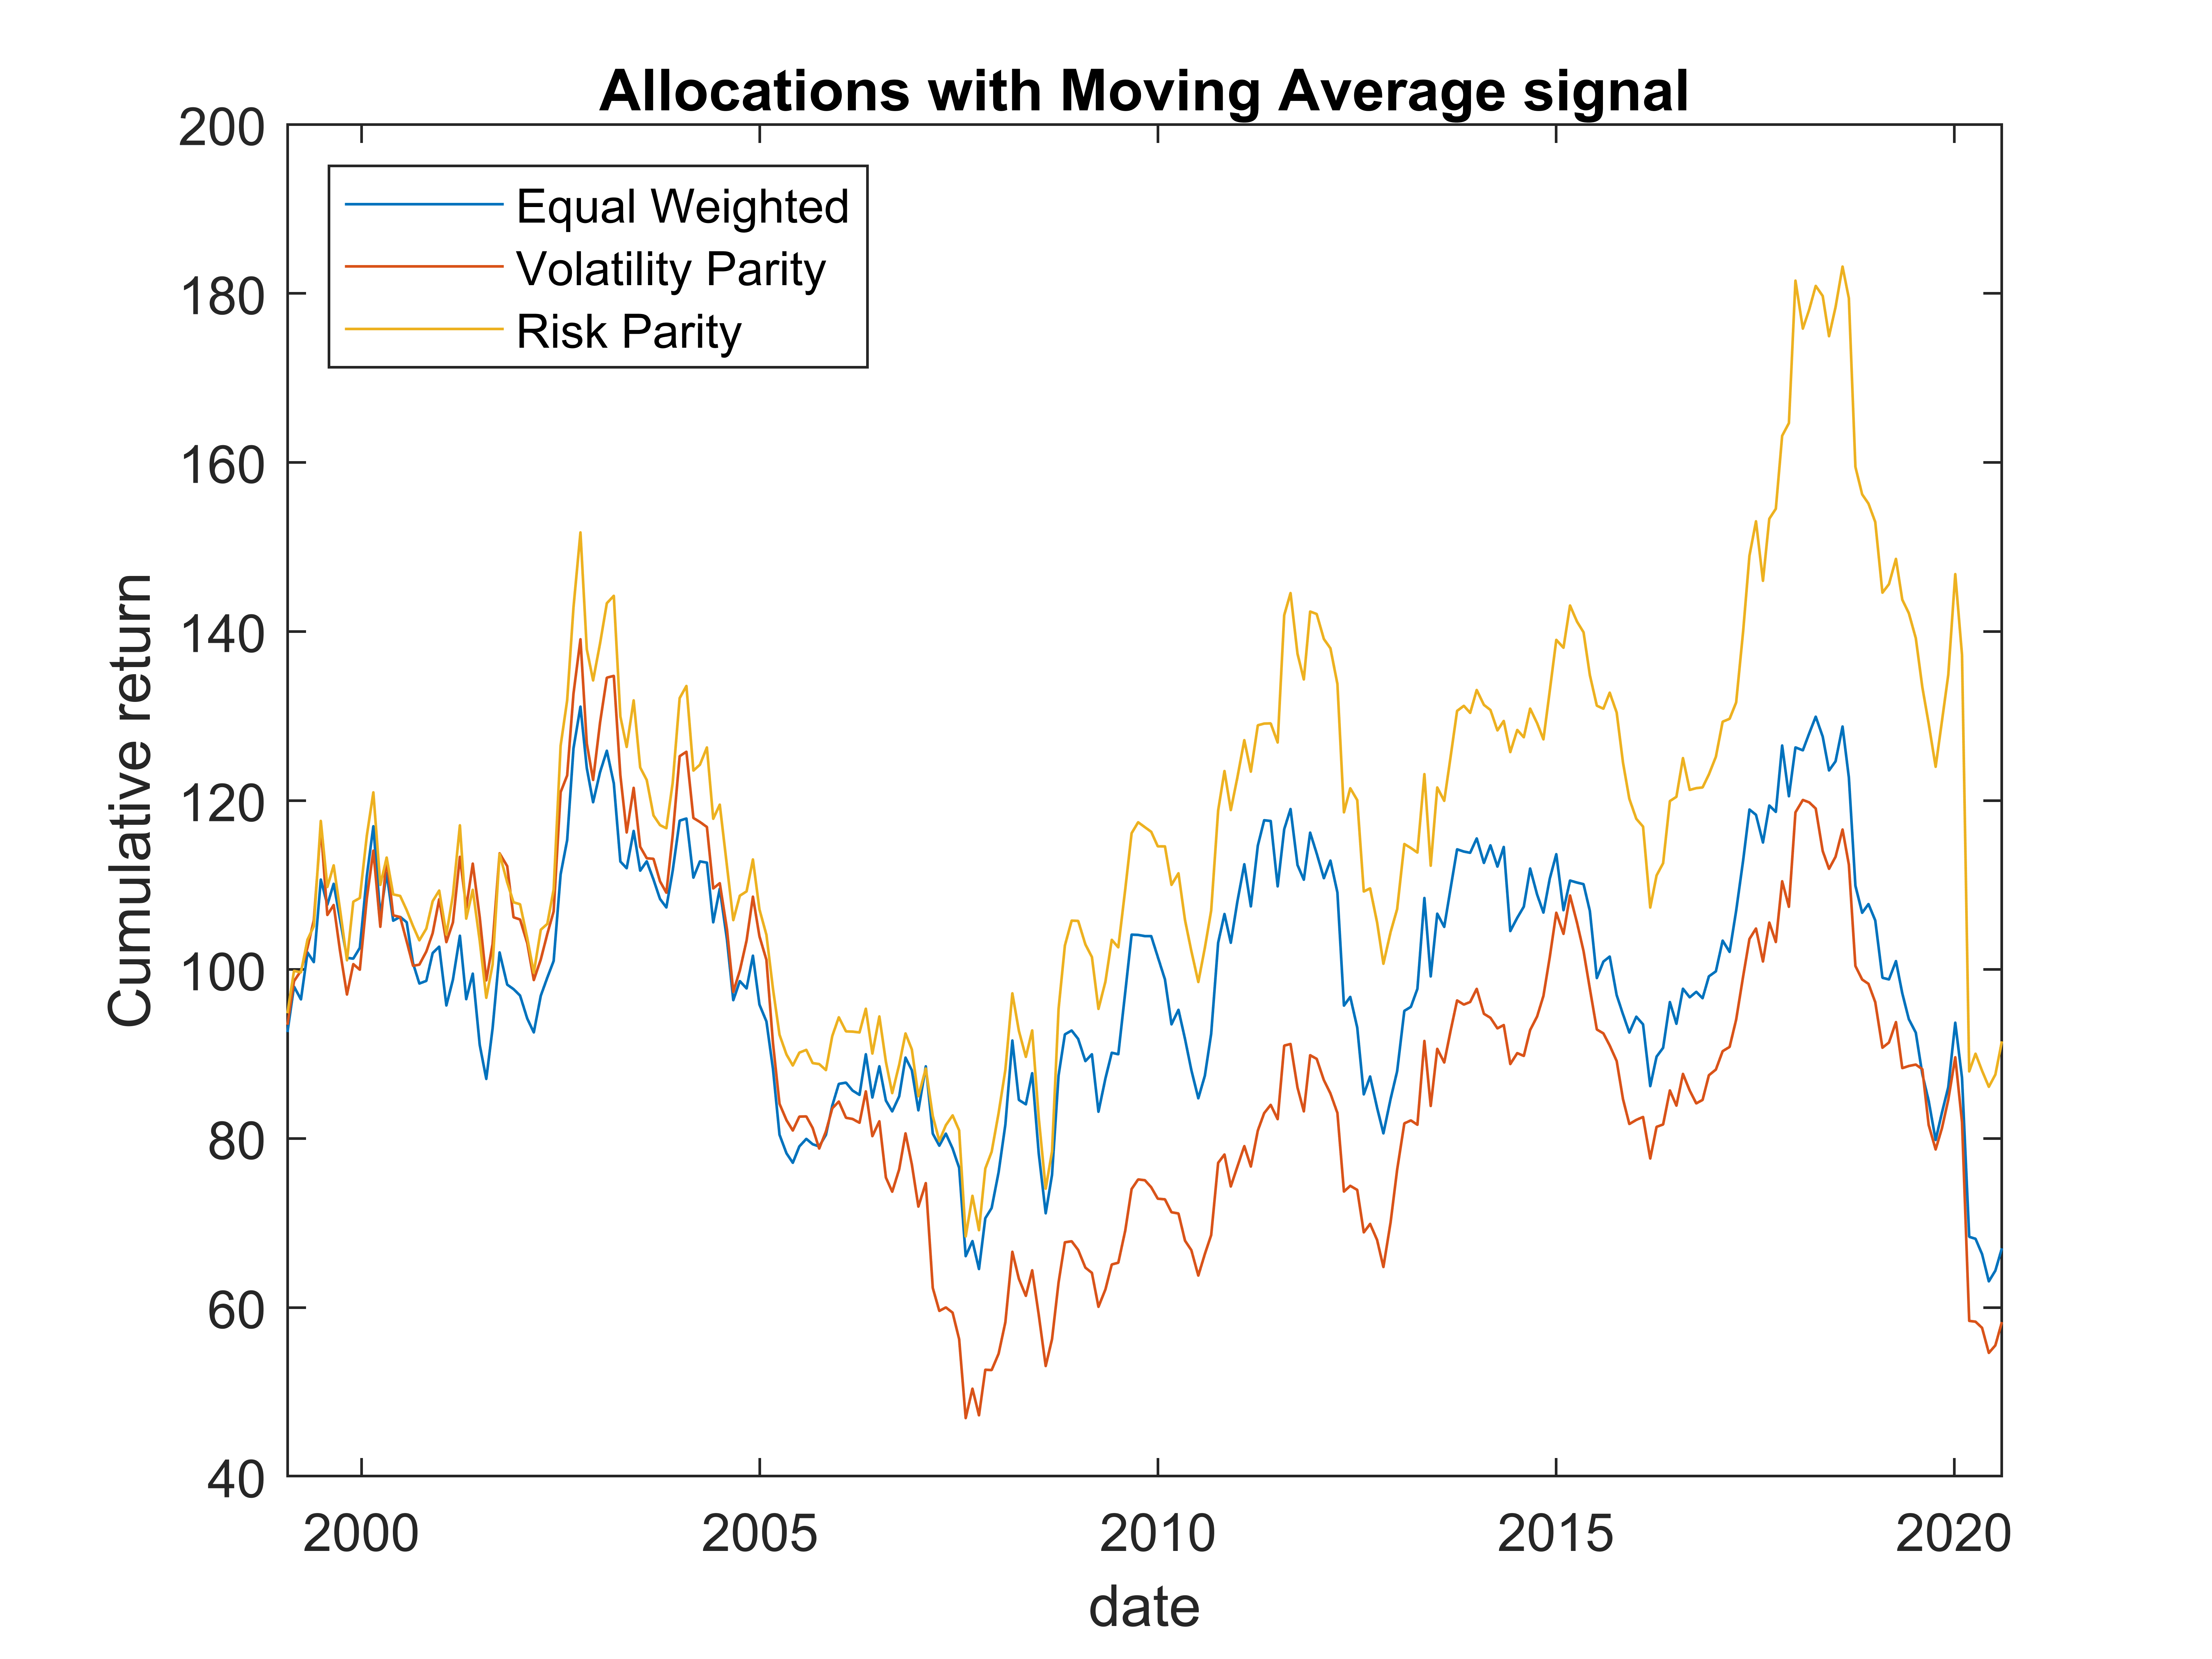 Allocations with Moving Average signal
200
180
160
140
120
100
80
60
40
Equal Weighted
Volatility Parity
Risk Parity
Cumulative return
2000 2005 2010 2015 2020
date